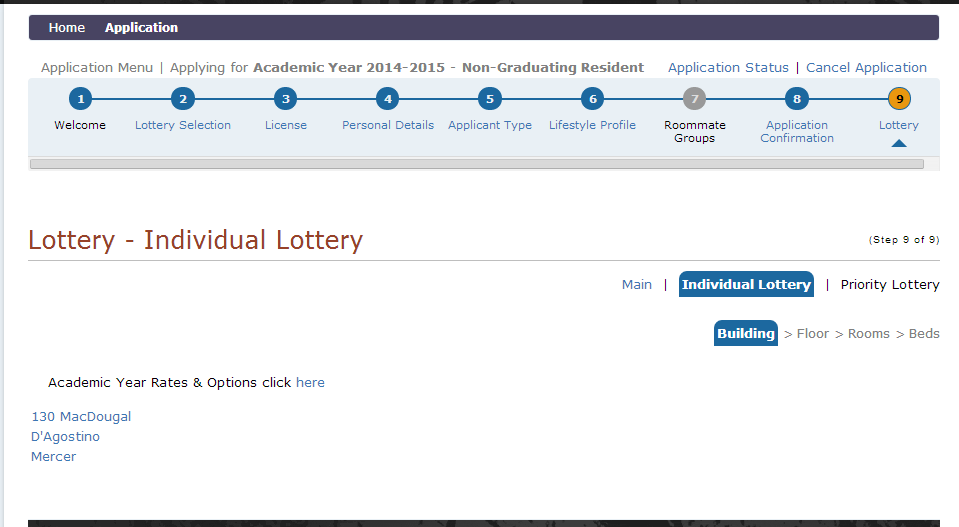 Home Application
Application Menu | Applying for Academic Year 2014-2015 - Non-Graduating Resident Application Status | Cancel Application
1 2 3 4 5 6 7 8 9
Welcome Lottery Selection License Personal Details Applicant Type Lifestyle Profile Roommate Application Lottery
Groups Confirmation
Lottery - Individual Lottery (Step 9 of 9)
Main | Individual Lottery | Priority Lottery
Building > Floor > Rooms > Beds
Academic Year Rates & Options click here
130 MacDougal
D'Agostino
Mercer